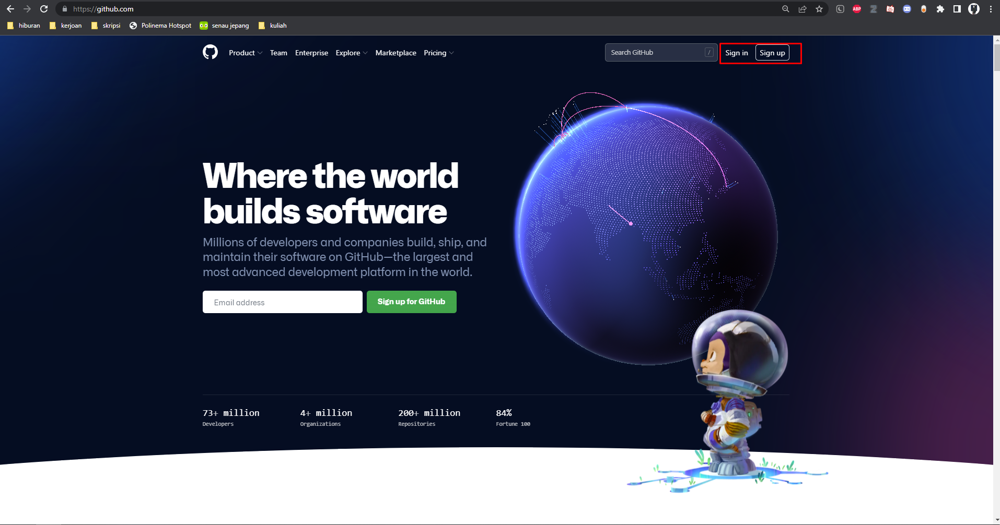 https://github.com
ABP
hiburan kerjoan skripsi Polinema Hotspot senau jepang kuliah
Product Team Enterprise Explore Marketplace Pricing Search GitHub / Sign in Sign up
Where the world
builds software
Millions of developers and companies build, ship, and
maintain their software on GitHub—the largest and
most advanced development platform in the world.
Email address Sign up for GitHub
73+ million 4+ million 200+ million 84%
Developers Organizations Repositories Fortune 100